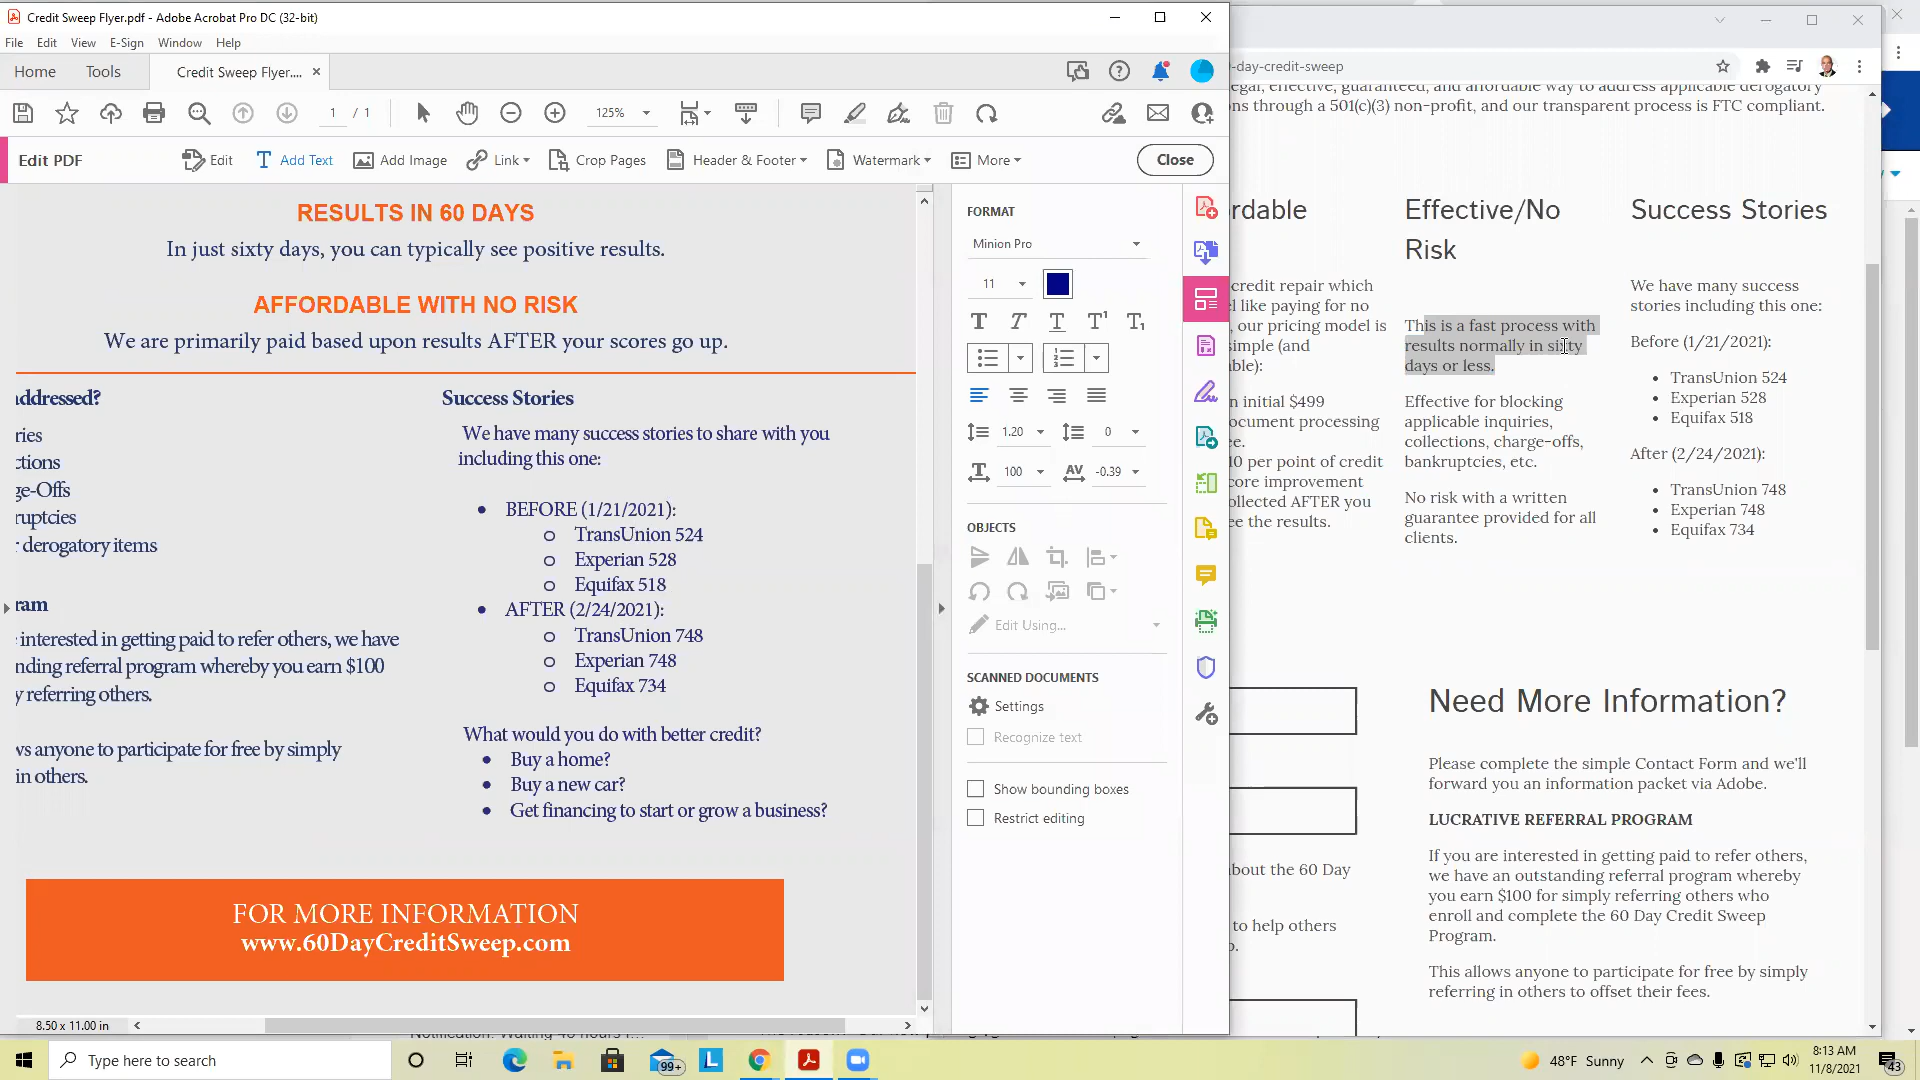 Credit Sweep Flyer.pdf - Adobe Acrobat Pro DC (32-bit)
File Edit View E-Sign Window Help
Home Tools Credit Sweep Flyer....
1 / 1 125%
Edit PDF Edit Add Text Add Image Link Crop Pages Header & Footer Watermark More Close
RESULTS IN 60 DAYS
In just sixty days, you can typically see positive results.
AFFORDABLE WITH NO RISK
We are primarily paid based upon results AFTER your scores go up.
addressed?
ries
ctions
ge-Offs
ruptcies
r derogatory items
ram
interested in getting paid to refer others, we have
nding referral program whereby you earn $100
y referring others.
ws anyone to participate for free by simply
in others.
Success Stories
We have many success stories to share with you
including this one:
• BEFORE (1/21/2021):
o TransUnion 524
o Experian 528
o Equifax 518
• AFTER (2/24/2021):
o TransUnion 748
o Experian 748
o Equifax 734
What would you do with better credit?
• Buy a home?
• Buy a new car?
• Get financing to start or grow a business?
FOR MORE INFORMATION
www.60DayCreditSweep.com
8.50 x 11.00 in
FORMAT
Minion Pro
11
1.20 0
100 AV -0.39
OBJECTS
Edit Using...
SCANNED DOCUMENTS
Settings
Recognize text
Show bounding boxes
Restrict editing
-day-credit-sweep
egal, effective, guaranteed, and affordable way to address applicable derogatory
ons through a 501(c)(3) non-profit, and our transparent process is FTC compliant.
rdable
credit repair which
l like paying for no
, our pricing model is
simple (and
ble):
n initial $499
ocument processing
ee.
10 per point of credit
core improvement
ollected AFTER you
ee the results.
Effective/No
Risk
This is a fast process with
results normally in sixty
days or less.
Effective for blocking
applicable inquiries,
collections, charge-offs,
bankruptcies, etc.
No risk with a written
guarantee provided for all
clients.
Success Stories
We have many success
stories including this one:
Before (1/21/2021):
• TransUnion 524
• Experian 528
• Equifax 518
After (2/24/2021):
• TransUnion 748
• Experian 748
• Equifax 734
bout the 60 Day
to help others
p.
Need More Information?
Please complete the simple Contact Form and we'll
forward you an information packet via Adobe.
LUCRATIVE REFERRAL PROGRAM
If you are interested in getting paid to refer others,
we have an outstanding referral program whereby
you earn $100 for simply referring others who
enroll and complete the 60 Day Credit Sweep
Program.
This allows anyone to participate for free by simply
referring in others to offset their fees.
Type here to search
99+
48°F Sunny
8:13 AM
11/8/2021
43